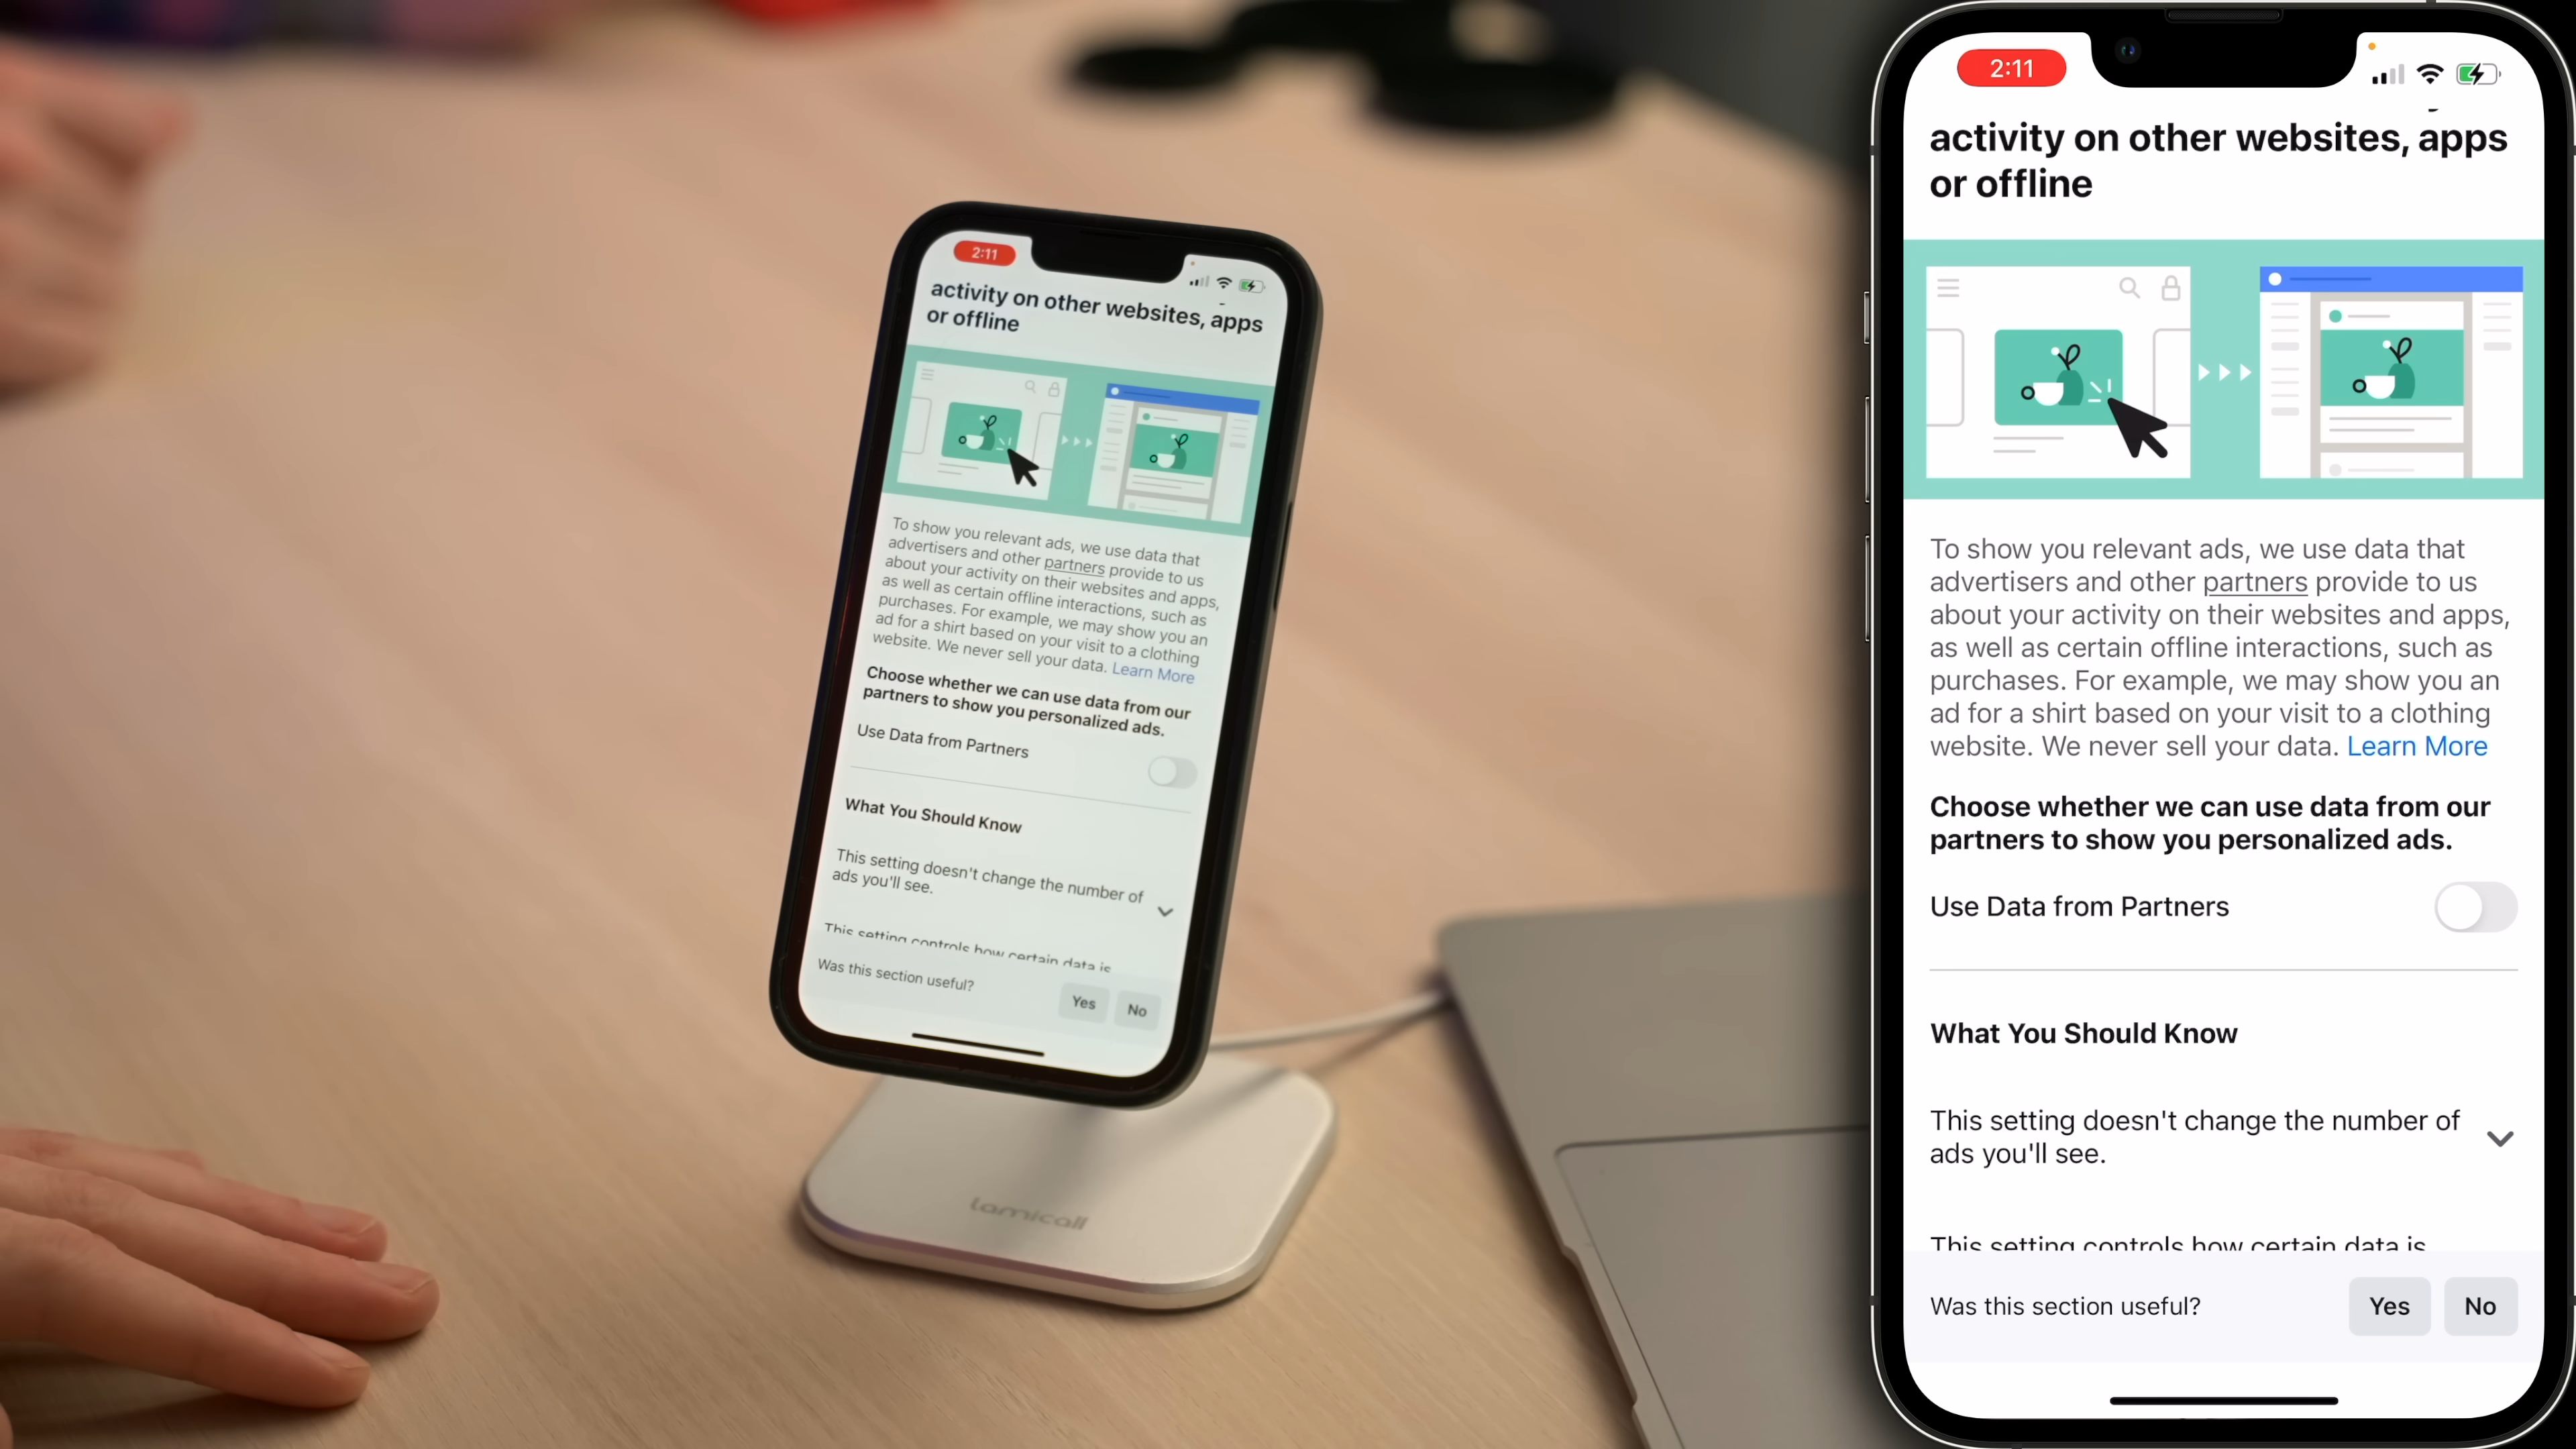 2:11
activity on other websites, apps
or offline
To show you relevant ads, we use data that
advertisers and other partners provide to us
about your activity on their websites and apps,
as well as certain offline interactions, such as
purchases. For example, we may show you an
ad for a shirt based on your visit to a clothing
website. We never sell your data. Learn More
Choose whether we can use data from our
partners to show you personalized ads.
Use Data from Partners
What You Should Know
This setting doesn't change the number of
ads you'll see.
This setting controls how certain data is
Was this section useful?
Yes
No
lamicall
2:11
activity on other websites, apps
or offline
To show you relevant ads, we use data that
advertisers and other partners provide to us
about your activity on their websites and apps,
as well as certain offline interactions, such as
purchases. For example, we may show you an
ad for a shirt based on your visit to a clothing
website. We never sell your data. Learn More
Choose whether we can use data from our
partners to show you personalized ads.
Use Data from Partners
What You Should Know
This setting doesn't change the number of
ads you'll see.
This setting controls how certain data is
Was this section useful?
Yes
No